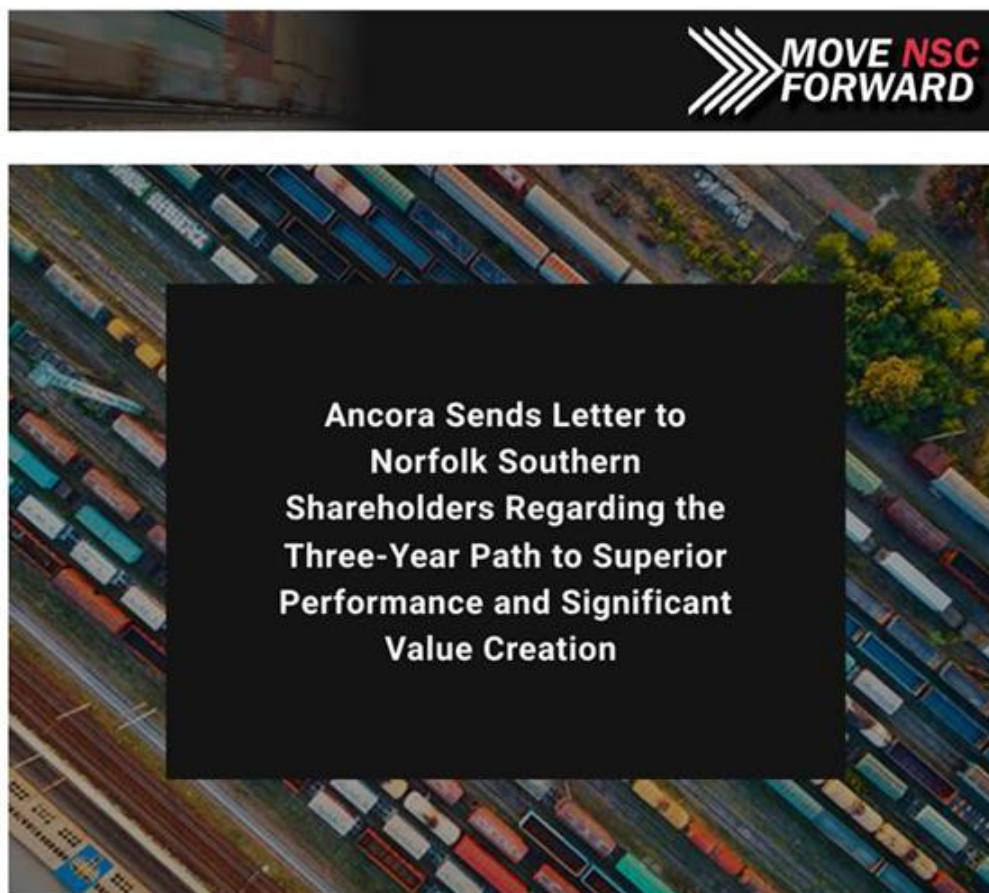 MOVE NSC
FORWARD
Ancora Sends Letter to
Norfolk Southern
Shareholders Regarding the
Three-Year Path to Superior
Performance and Significant
Value Creation